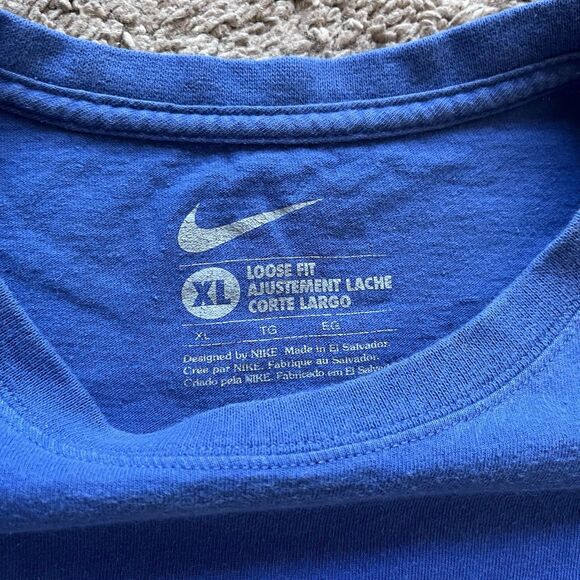 XL
LOOSE FIT
AJUSTEMENT LACHE
CORTE LARGO
XL TG EG
Designed by NIKE. Made in El Salvador.
Cree par NIKE. Fabrique au Salvador.
Criado pela NIKE. Fabricado em El